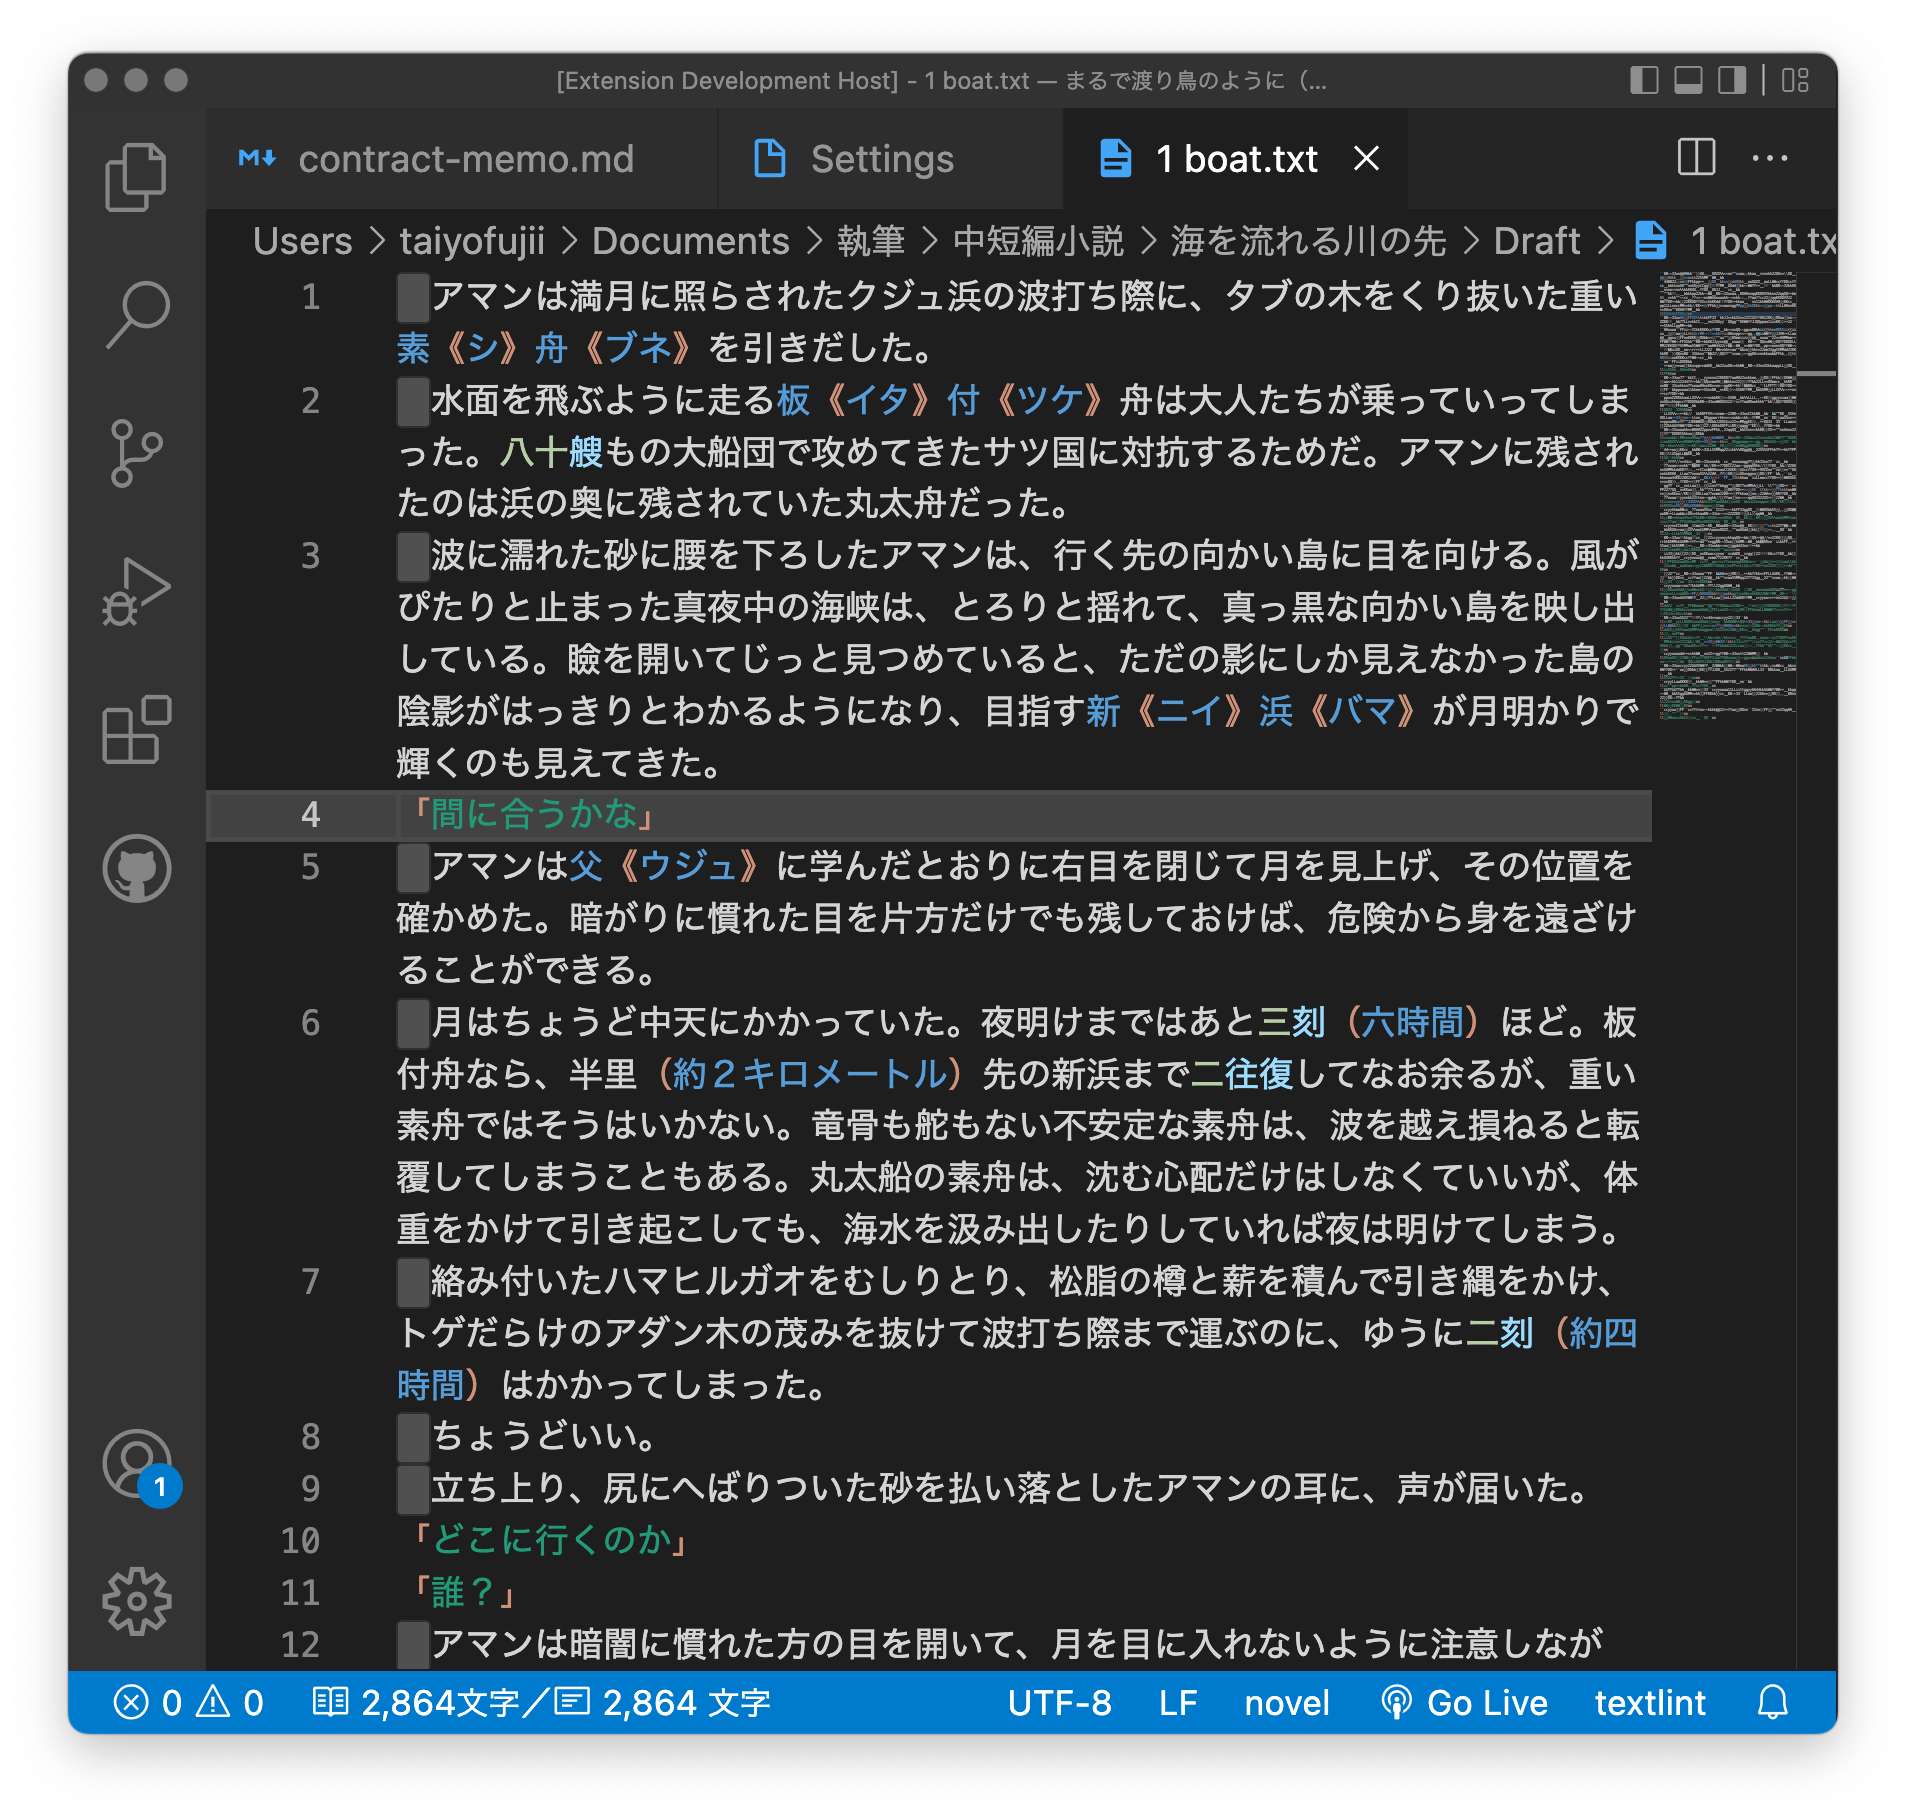 [Extension Development Host] - 1 boat.txt — まるで渡り鳥のように（...
contract-memo.md
Settings
1 boat.txt
Users > taiyofujii > Documents > 執筆 > 中短編小説 > 海を流れる川の先 > Draft > 1 boat.tx
1 アマンは満月に照らされたクジュ浜の波打ち際に、タブの木をくり抜いた重い
素《シ》舟《ブネ》を引きだした。
2 水面を飛ぶように走る板《イタ》付《ツケ》舟は大人たちが乗っていってしま
った。八十艘もの大船団で攻めてきたサツ国に対抗するためだ。アマンに残され
たのは浜の奥に残されていた丸太舟だった。
3 波に濡れた砂に腰を下ろしたアマンは、行く先の向かい島に目を向ける。風が
ぴたりと止まった真夜中の海峡は、とろりと揺れて、真っ黒な向かい島を映し出
している。瞼を開いてじっと見つめていると、ただの影にしか見えなかった島の
陰影がはっきりとわかるようになり、目指す新《ニイ》浜《バマ》が月明かりで
輝くのも見えてきた。
4 「間に合うかな」
5 アマンは父《ウジュ》に学んだとおりに右目を閉じて月を見上げ、その位置を
確かめた。暗がりに慣れた目を片方だけでも残しておけば、危険から身を遠ざけ
ることができる。
6 月はちょうど中天にかかっていた。夜明けまではあと三刻（六時間）ほど。板
付舟なら、半里（約２キロメートル）先の新浜まで二往復してなお余るが、重い
素舟ではそうはいかない。竜骨も舵もない不安定な素舟は、波を越え損ねると転
覆してしまうこともある。丸太船の素舟は、沈む心配だけはしなくていいが、体
重をかけて引き起こしても、海水を汲み出したりしていれば夜は明けてしまう。
7 絡み付いたハマヒルガオをむしりとり、松脂の樽と薪を積んで引き縄をかけ、
トゲだらけのアダン木の茂みを抜けて波打ち際まで運ぶのに、ゆうに二刻（約四
時間）はかかってしまった。
8 ちょうどいい。
9 立ち上り、尻にへばりついた砂を払い落としたアマンの耳に、声が届いた。
10 「どこに行くのか」
11 「誰？」
12 アマンは暗闇に慣れた方の目を開いて、月を目に入れないように注意しなが
1
0 0 2,864文字／ 2,864 文字 UTF-8 LF novel Go Live textlint